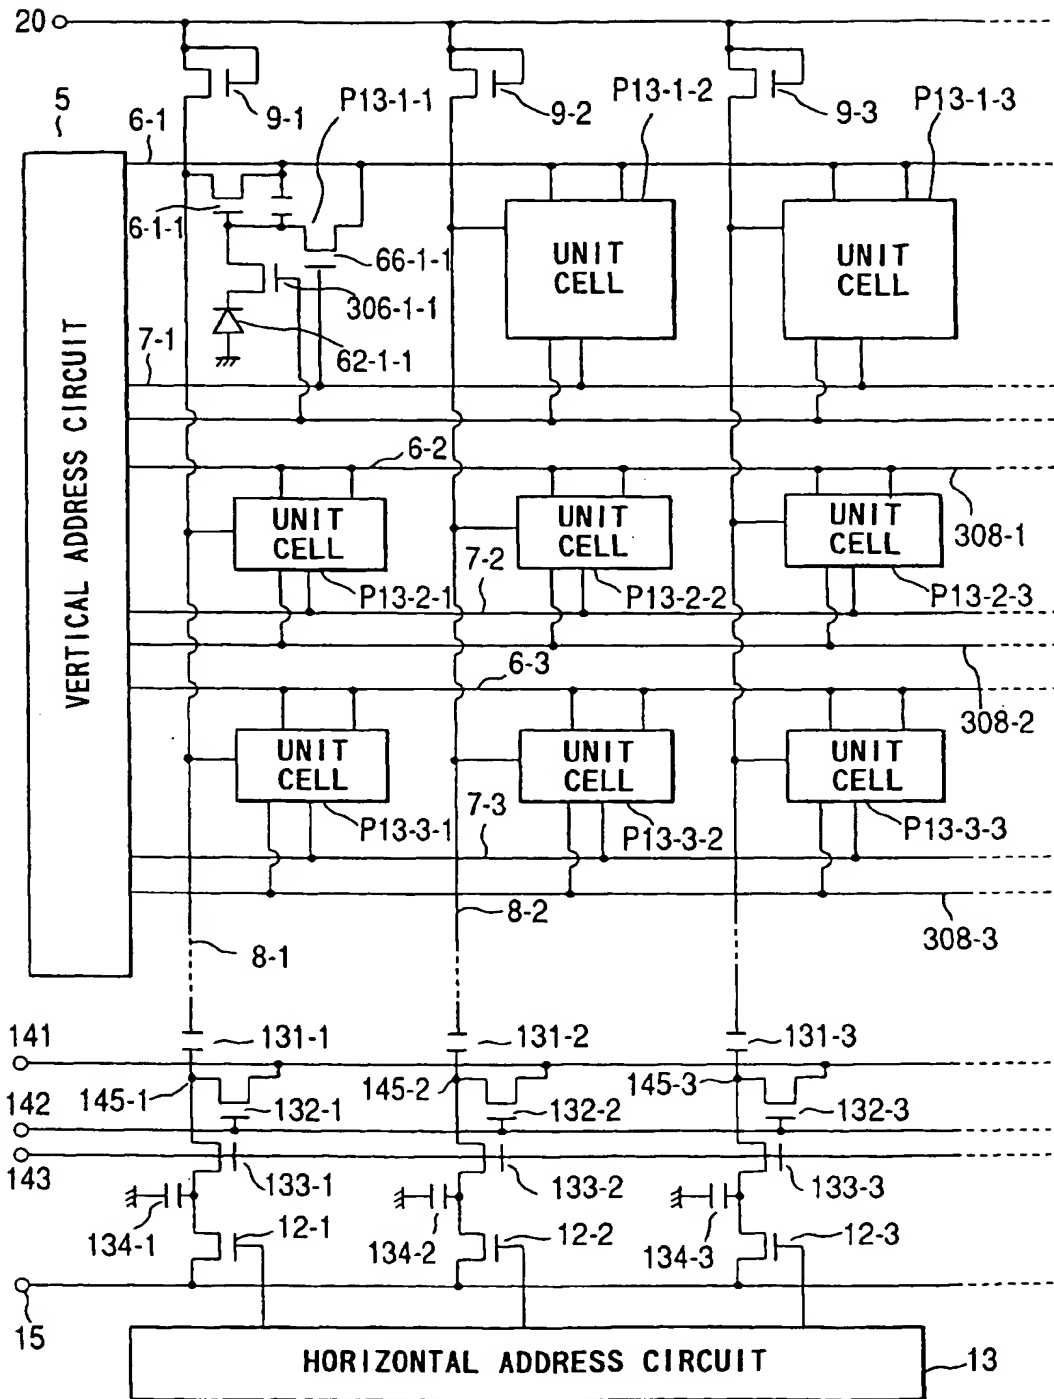 20
5
6-1
9-1
P13-1-1
9-2
P13-1-2
9-3
P13-1-3
6-1-1
66-1-1
306-1-1
62-1-1
7-1
UNIT
CELL
UNIT
CELL
VERTICAL ADDRESS CIRCUIT
6-2
UNIT
CELL
UNIT
CELL
UNIT
CELL
308-1
P13-2-1
7-2
P13-2-2
P13-2-3
6-3
308-2
UNIT
CELL
UNIT
CELL
UNIT
CELL
P13-3-1
7-3
P13-3-2
P13-3-3
8-1
8-2
308-3
141
131-1
131-2
131-3
145-1
145-2
145-3
142
132-1
132-2
132-3
143
133-1
133-2
133-3
134-1
12-1
134-2
12-2
134-3
12-3
15
HORIZONTAL ADDRESS CIRCUIT
13